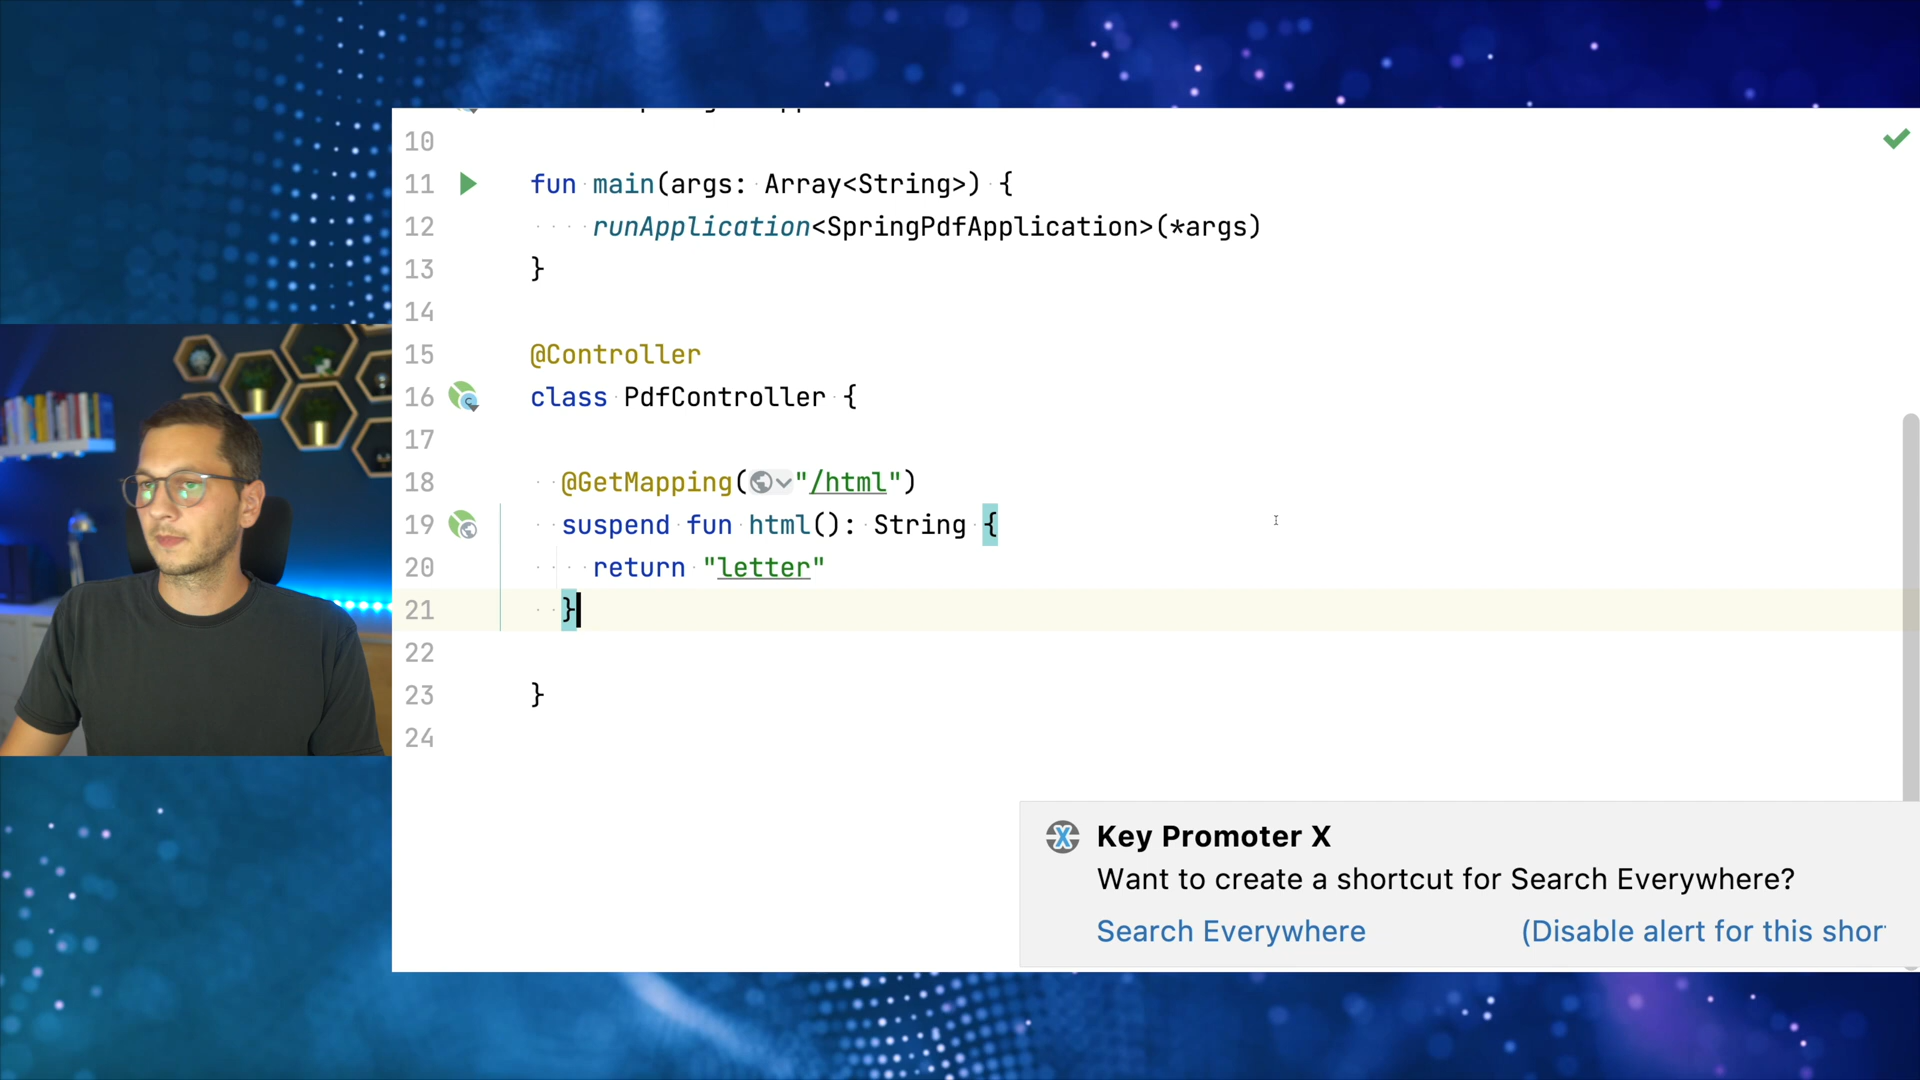 10
11 fun main(args: Array<String>) {
12 runApplication<SpringPdfApplication>(*args)
13 }
14
15 @Controller
16 class PdfController {
17
18 @GetMapping("/html")
19 suspend fun html(): String {
20 return "letter"
21 }
22
23 }
24
Key Promoter X
Want to create a shortcut for Search Everywhere?
Search Everywhere (Disable alert for this shor